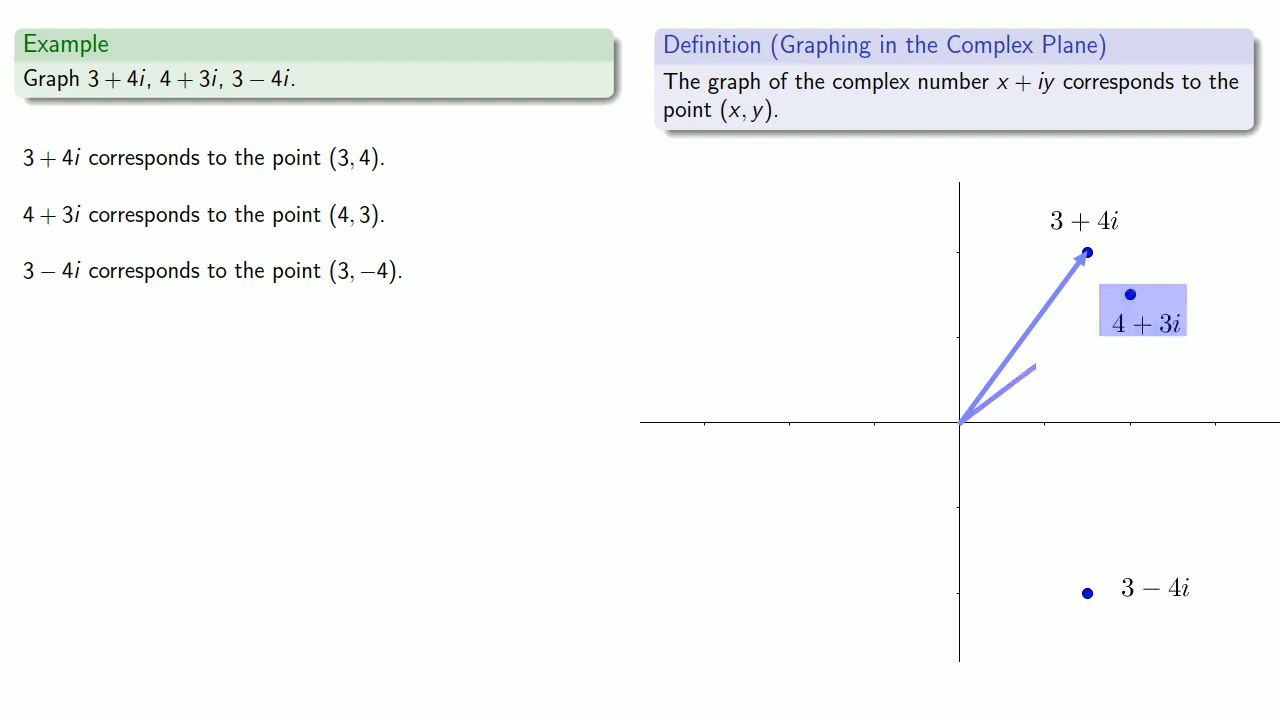 Example
Graph 3 + 4i, 4 + 3i, 3 − 4i.
3 + 4i corresponds to the point (3, 4).
4 + 3i corresponds to the point (4, 3).
3 − 4i corresponds to the point (3, −4).
Definition (Graphing in the Complex Plane)
The graph of the complex number x + iy corresponds to the
point (x, y).
3 + 4i
4 + 3i
3 − 4i